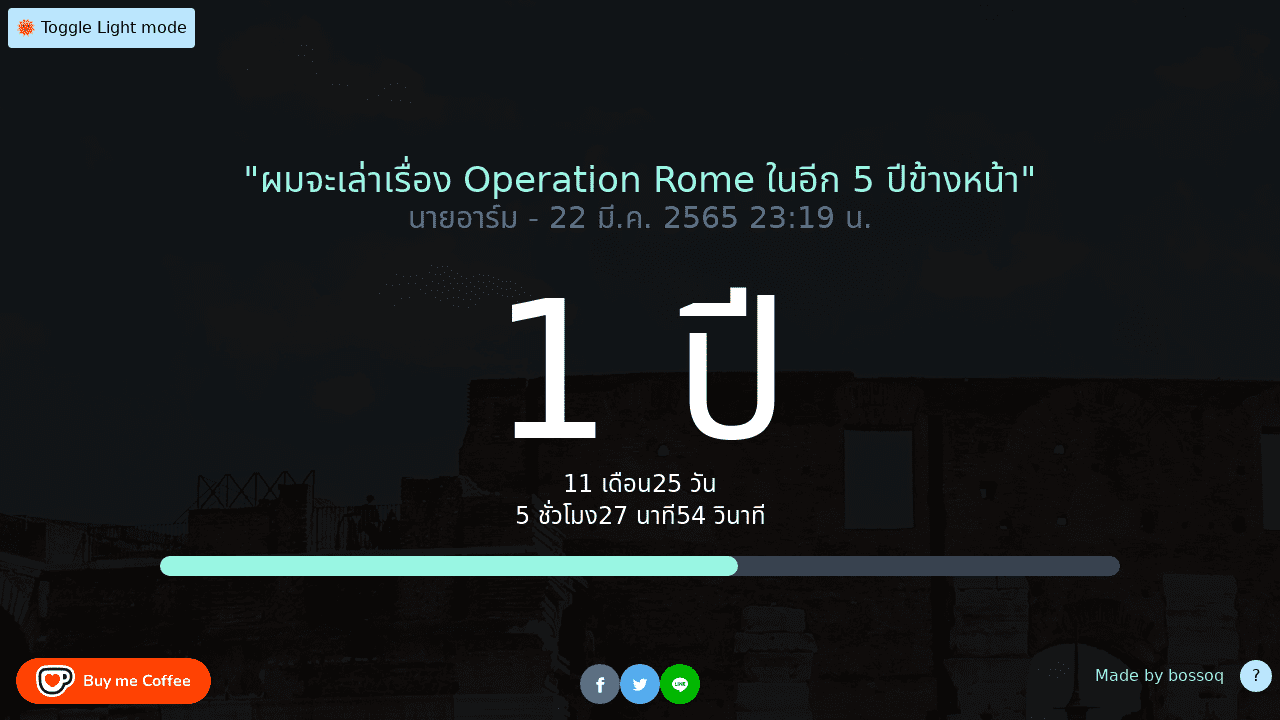 Toggle Light mode
"ผมจะเล่าเรื่อง Operation Rome ในอีก 5 ปีข้างหน้า"
นายอาร์ม - 22 มี.ค. 2565 23:19 น.
1 ปี
11 เดือน25 วัน
5 ชั่วโมง27 นาที54 วินาที
Buy me Coffee
LINE
Made by bossoq
?